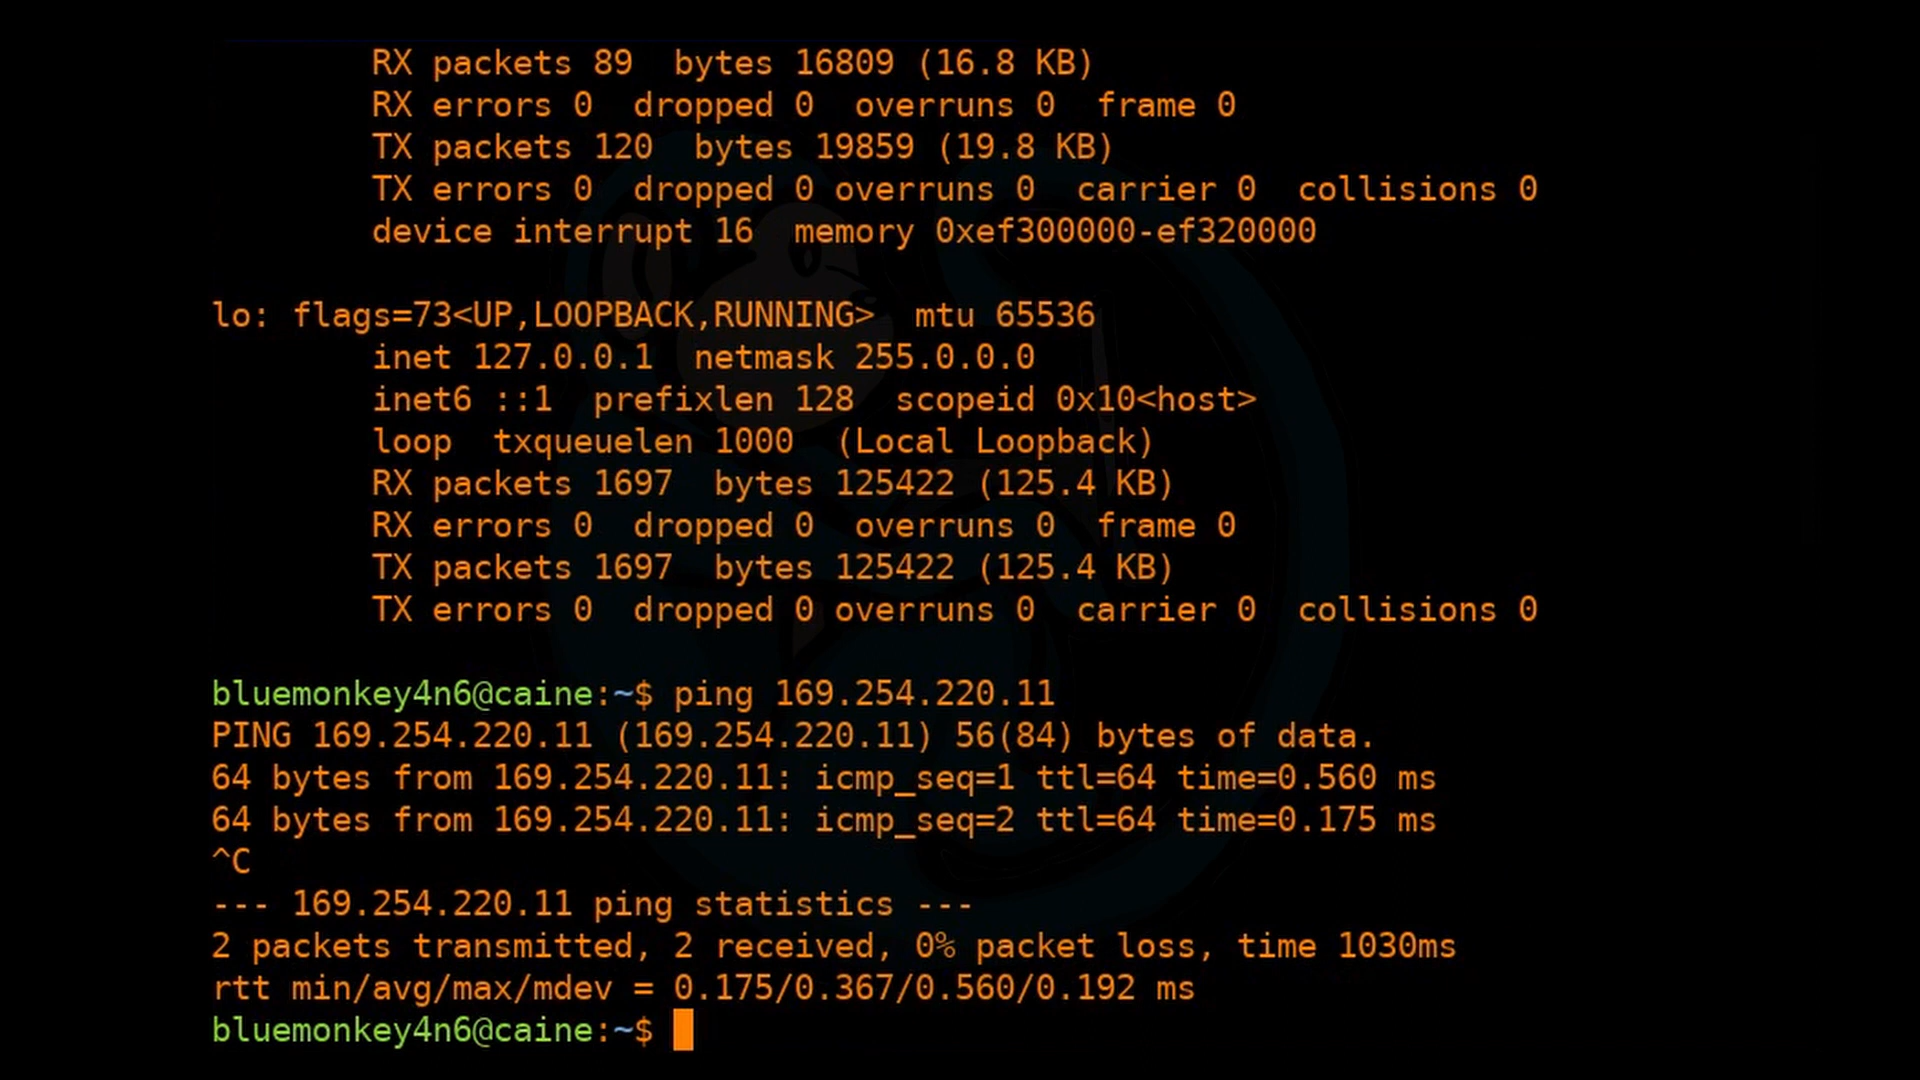 RX packets 89  bytes 16809 (16.8 KB)
RX errors 0  dropped 0  overruns 0  frame 0
TX packets 120  bytes 19859 (19.8 KB)
TX errors 0  dropped 0 overruns 0  carrier 0  collisions 0
device interrupt 16  memory 0xef300000-ef320000
lo: flags=73<UP,LOOPBACK,RUNNING>  mtu 65536
inet 127.0.0.1  netmask 255.0.0.0
inet6 ::1  prefixlen 128  scopeid 0x10<host>
loop  txqueuelen 1000  (Local Loopback)
RX packets 1697  bytes 125422 (125.4 KB)
RX errors 0  dropped 0  overruns 0  frame 0
TX packets 1697  bytes 125422 (125.4 KB)
TX errors 0  dropped 0 overruns 0  carrier 0  collisions 0
bluemonkey4n6@caine:~$ ping 169.254.220.11
PING 169.254.220.11 (169.254.220.11) 56(84) bytes of data.
64 bytes from 169.254.220.11: icmp_seq=1 ttl=64 time=0.560 ms
64 bytes from 169.254.220.11: icmp_seq=2 ttl=64 time=0.175 ms
^C
--- 169.254.220.11 ping statistics ---
2 packets transmitted, 2 received, 0% packet loss, time 1030ms
rtt min/avg/max/mdev = 0.175/0.367/0.560/0.192 ms
bluemonkey4n6@caine:~$